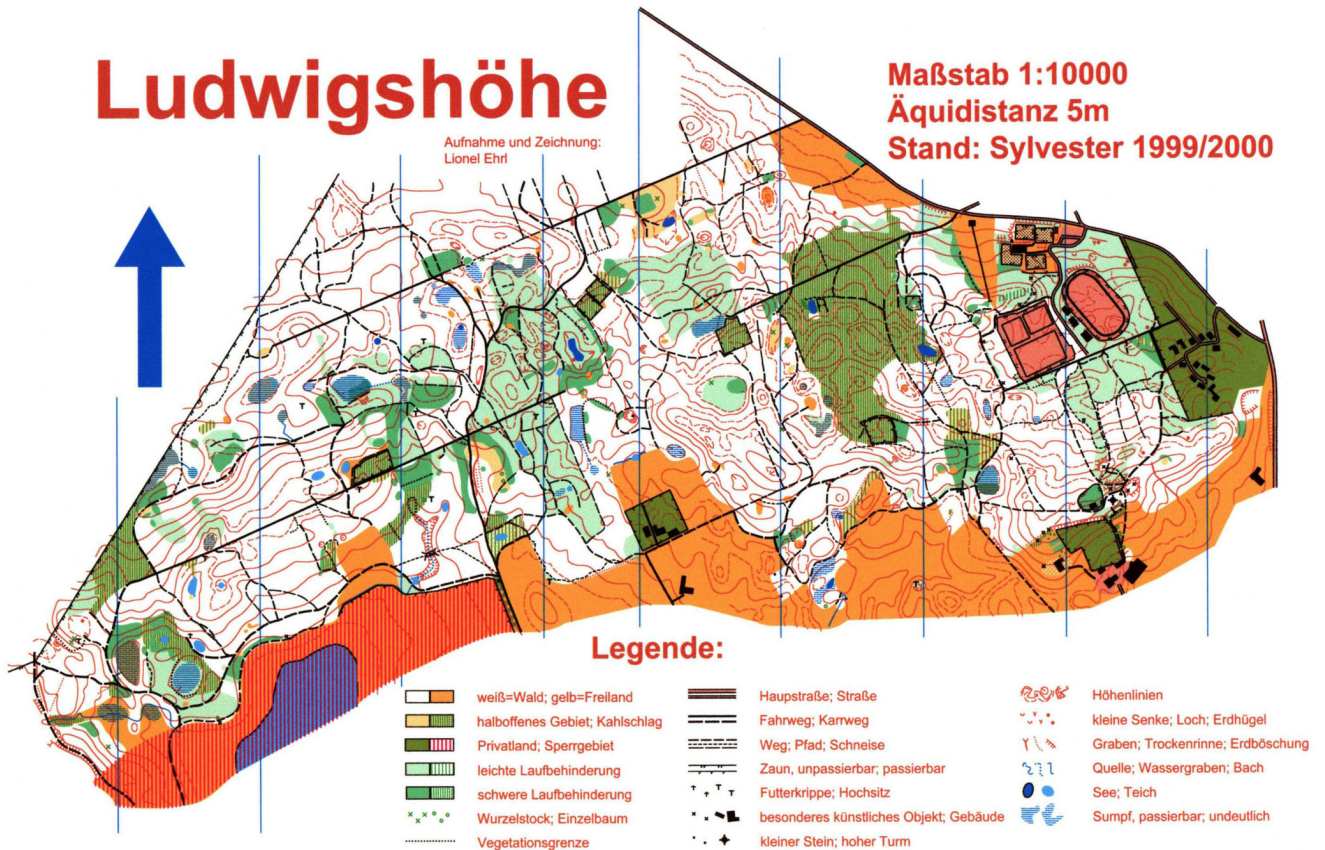 Ludwigshöhe
Aufnahme und Zeichnung:
Lionel Ehrl
Maßstab 1:10000
Äquidistanz 5m
Stand: Sylvester 1999/2000
Legende:
weiß=Wald; gelb=Freiland
halboffenes Gebiet; Kahlschlag
Privatland; Sperrgebiet
leichte Laufbehinderung
schwere Laufbehinderung
Wurzelstock; Einzelbaum
Vegetationsgrenze
Haupstraße; Straße
Fahrweg; Karrweg
Weg; Pfad; Schneise
Zaun, unpassierbar; passierbar
Futterkrippe; Hochsitz
besonderes künstliches Objekt; Gebäude
kleiner Stein; hoher Turm
Höhenlinien
kleine Senke; Loch; Erdhügel
Graben; Trockenrinne; Erdböschung
Quelle; Wassergraben; Bach
See; Teich
Sumpf, passierbar; undeutlich